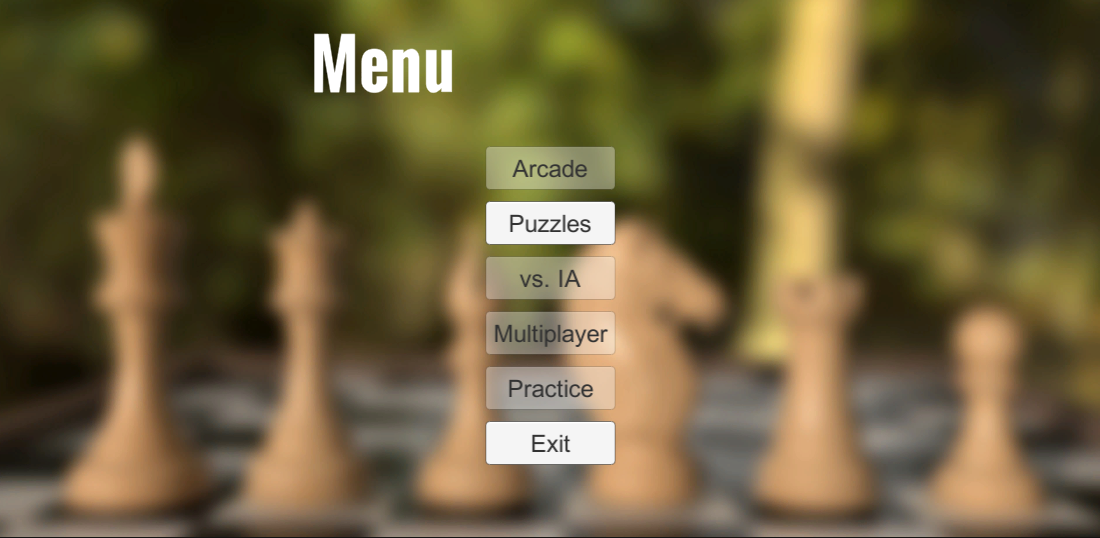 Menu
Arcade
Puzzles
vs. IA
Multiplayer
Practice
Exit